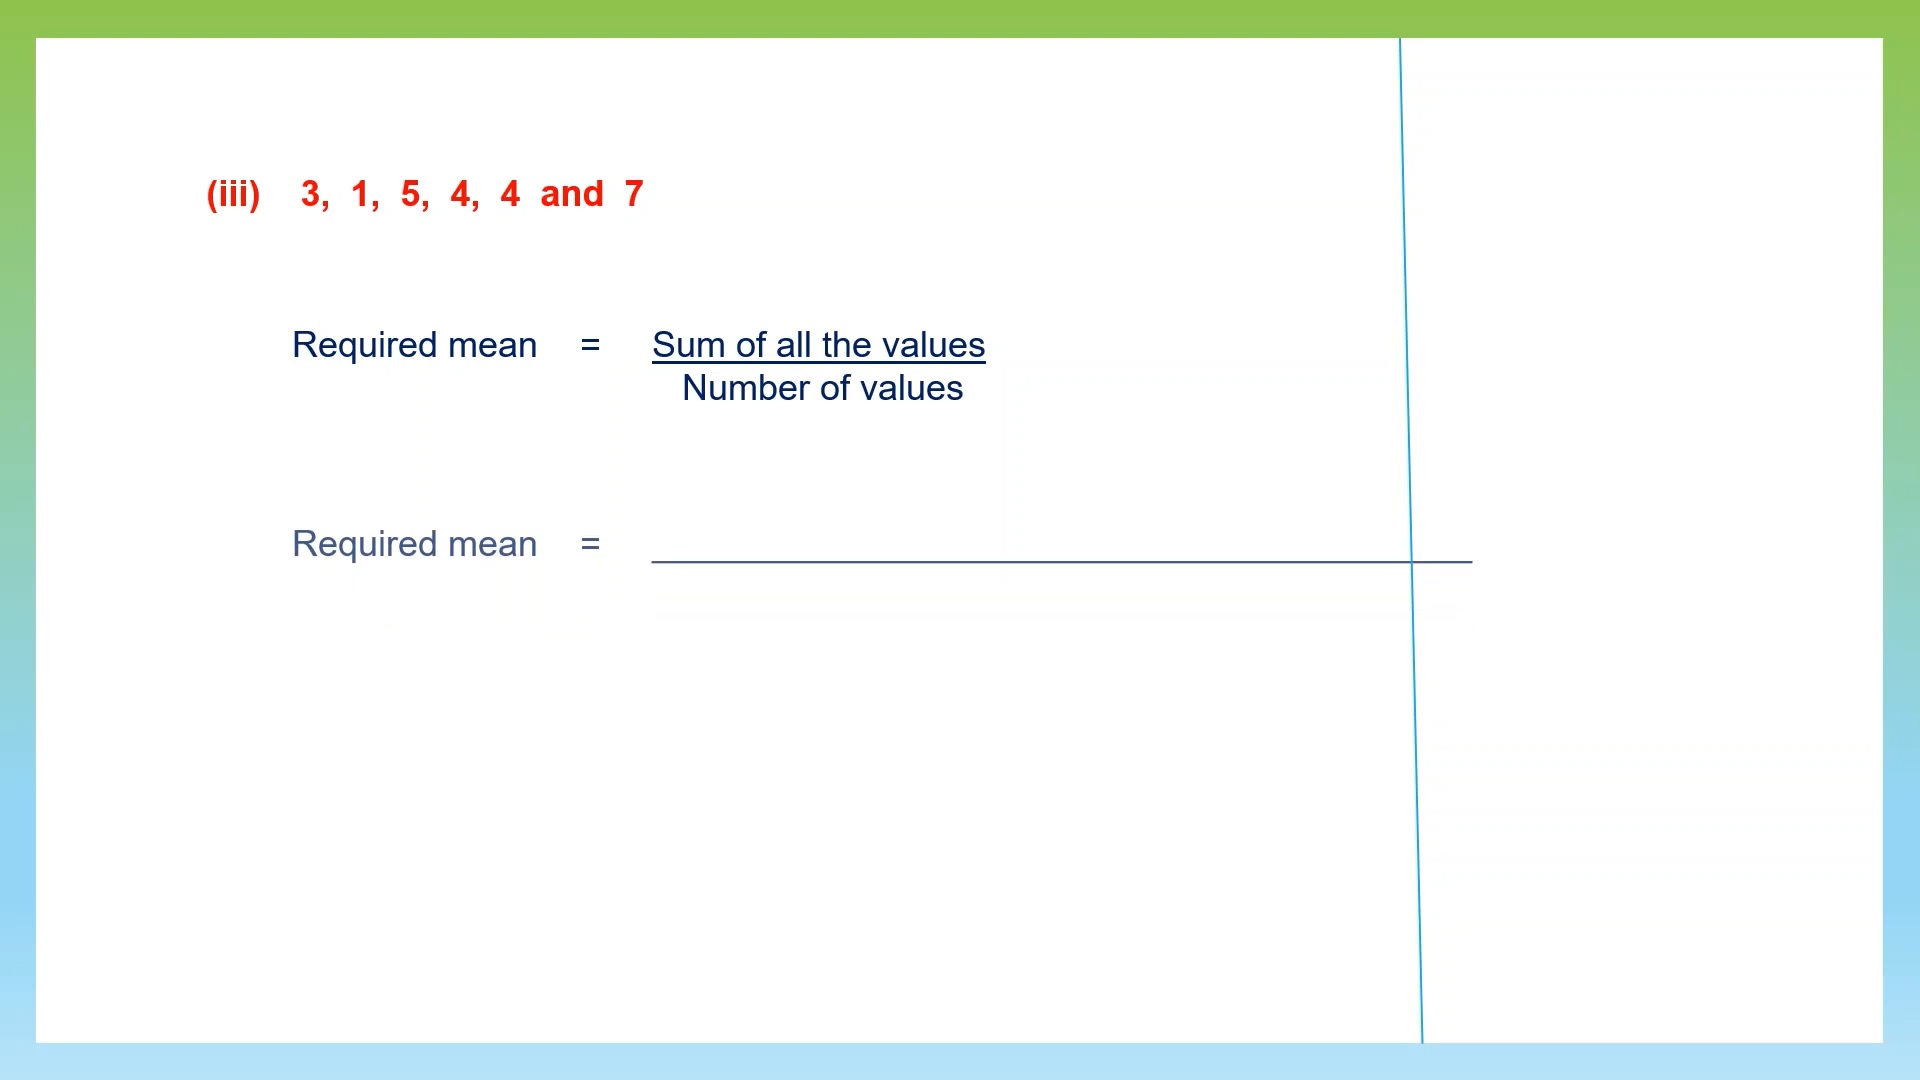 (iii) 3, 1, 5, 4, 4 and 7
Required mean = Sum of all the values
Number of values
Required mean =